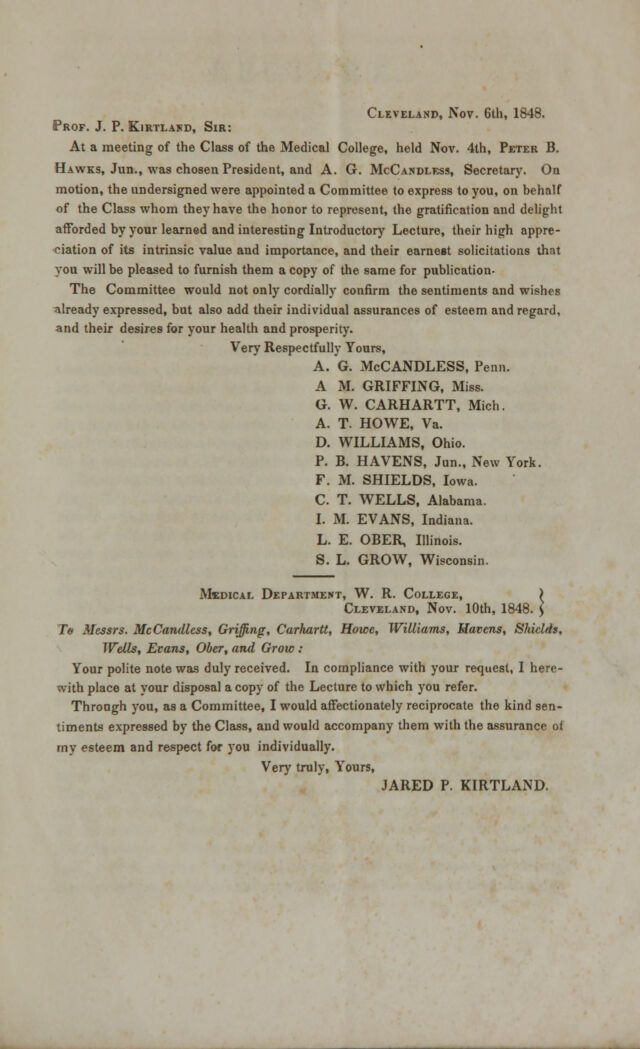 Cleveland, Nov. 6th, 1848.
Prof. J. P. Kirtland, Sir:
At a meeting of the Class of the Medical College, held Nov. 4th, Peter B.
Hawks, Jun., was chosen President, and A. G. McCandless, Secretary. On
motion, the undersigned were appointed a Committee to express to you, on behalf
of the Class whom they have the honor to represent, the gratification and delight
afforded by your learned and interesting Introductory Lecture, their high appre-
ciation of its intrinsic value and importance, and their earnest solicitations that
you will be pleased to furnish them a copy of the same for publication.
The Committee would not only cordially confirm the sentiments and wishes
already expressed, but also add their individual assurances of esteem and regard,
and their desires for your health and prosperity.
Very Respectfully Yours,
A. G. McCANDLESS, Penn.
A M. GRIFFING, Miss.
G. W. CARHARTT, Mich.
A. T. HOWE, Va.
D. WILLIAMS, Ohio.
P. B. HAVENS, Jun., New York.
F. M. SHIELDS, Iowa.
C. T. WELLS, Alabama.
I. M. EVANS, Indiana.
L. E. OBER, Illinois.
S. L. GROW, Wisconsin.
Medical Department, W. R. College,
Cleveland, Nov. 10th, 1848.
To Messrs. McCandless, Griffing, Carhartt, Howe, Williams, Havens, Shields,
Wells, Evans, Ober, and Grow:
Your polite note was duly received. In compliance with your request, I here-
with place at your disposal a copy of the Lecture to which you refer.
Through you, as a Committee, I would affectionately reciprocate the kind sen-
timents expressed by the Class, and would accompany them with the assurance of
my esteem and respect for you individually.
Very truly, Yours,
JARED P. KIRTLAND.